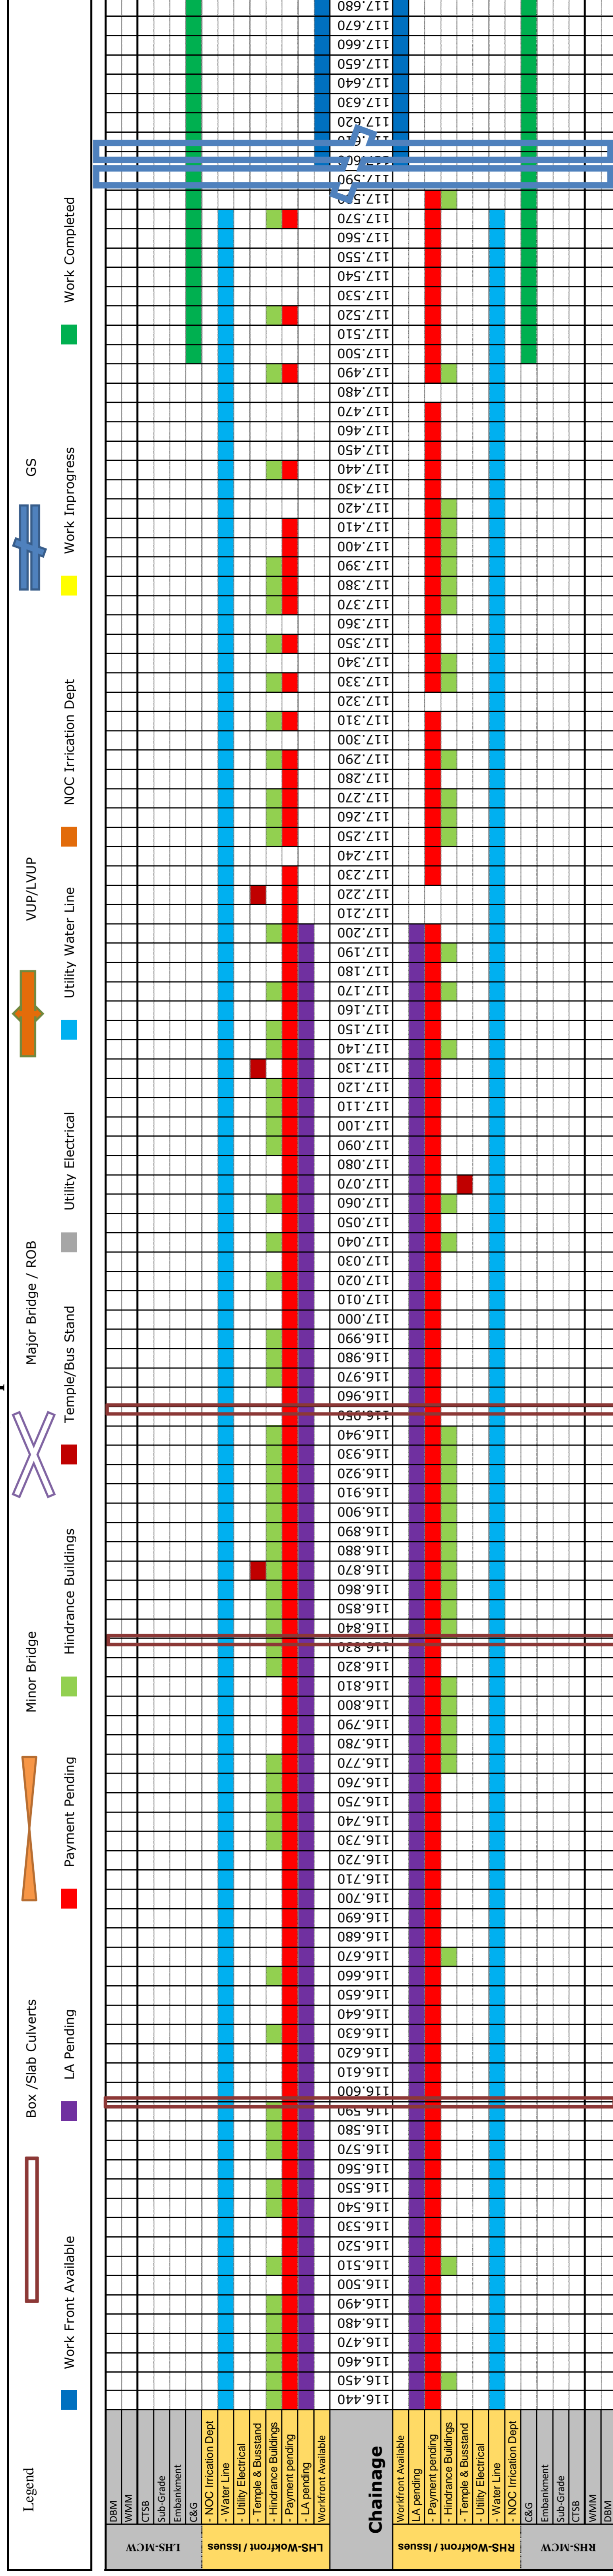 Legend
Box /Slab Culverts
Minor Bridge
Major Bridge / ROB
VUP/LVUP
GS
Work Front Available
LA Pending
Payment Pending
Hindrance Buildings
Temple/Bus Stand
Utility Electrical
Utility Water Line
NOC Irrication Dept
Work Inprogress
Work Completed
LHS-MCW
DBM
WMM
CTSB
Sub-Grade
Embankment
C&G
LHS-Wokfront / Issues
- NOC Irrication Dept
- Water Line
- Utility Electrical
- Temple & Busstand
- Hindrance Buildings
- Payment pending
- LA pending
Workfront Available
Chainage
116.440
116.450
116.460
116.470
116.480
116.490
116.500
116.510
116.520
116.530
116.540
116.550
116.560
116.570
116.580
116.590
116.600
116.610
116.620
116.630
116.640
116.650
116.660
116.670
116.680
116.690
116.700
116.710
116.720
116.730
116.740
116.750
116.760
116.770
116.780
116.790
116.800
116.810
116.820
116.830
116.840
116.850
116.860
116.870
116.880
116.890
116.900
116.910
116.920
116.930
116.940
116.950
116.960
116.970
116.980
116.990
117.000
117.010
117.020
117.030
117.040
117.050
117.060
117.070
117.080
117.090
117.100
117.110
117.120
117.130
117.140
117.150
117.160
117.170
117.180
117.190
117.200
117.210
117.220
117.230
117.240
117.250
117.260
117.270
117.280
117.290
117.300
117.310
117.320
117.330
117.340
117.350
117.360
117.370
117.380
117.390
117.400
117.410
117.420
117.430
117.440
117.450
117.460
117.470
117.480
117.490
117.500
117.510
117.520
117.530
117.540
117.550
117.560
117.570
117.590
117.600
117.620
117.630
117.640
117.650
117.660
117.670
117.680
RHS-Wokfront / Issues
Workfront Available
LA pending
- Payment pending
- Hindrance Buildings
- Temple & Busstand
- Utility Electrical
- Water Line
- NOC Irrication Dept
RHS-MCW
C&G
Embankment
Sub-Grade
CTSB
WMM
DBM